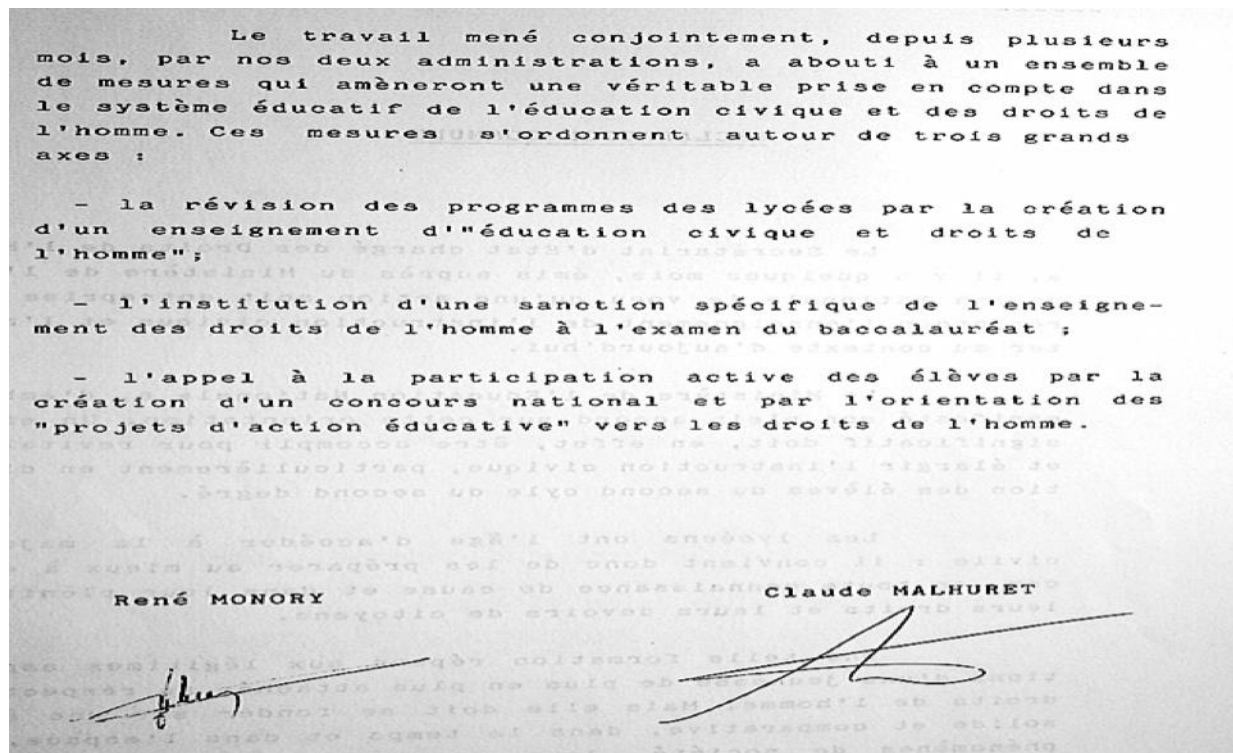 Le travail mené conjointement, depuis plusieurs
mois, par nos deux administrations, a abouti à un ensemble
de mesures qui amèneront une véritable prise en compte dans
le système éducatif de l'éducation civique et des droits de
l'homme. Ces mesures s'ordonnent autour de trois grands
axes :
- la révision des programmes des lycées par la création
d'un enseignement d'"éducation civique et droits de
l'homme";
- l'institution d'une sanction spécifique de l'enseigne-
ment des droits de l'homme à l'examen du baccalauréat ;
- l'appel à la participation active des élèves par la
création d'un concours national et par l'orientation des
"projets d'action éducative" vers les droits de l'homme.
René MONORY
Claude MALHURET